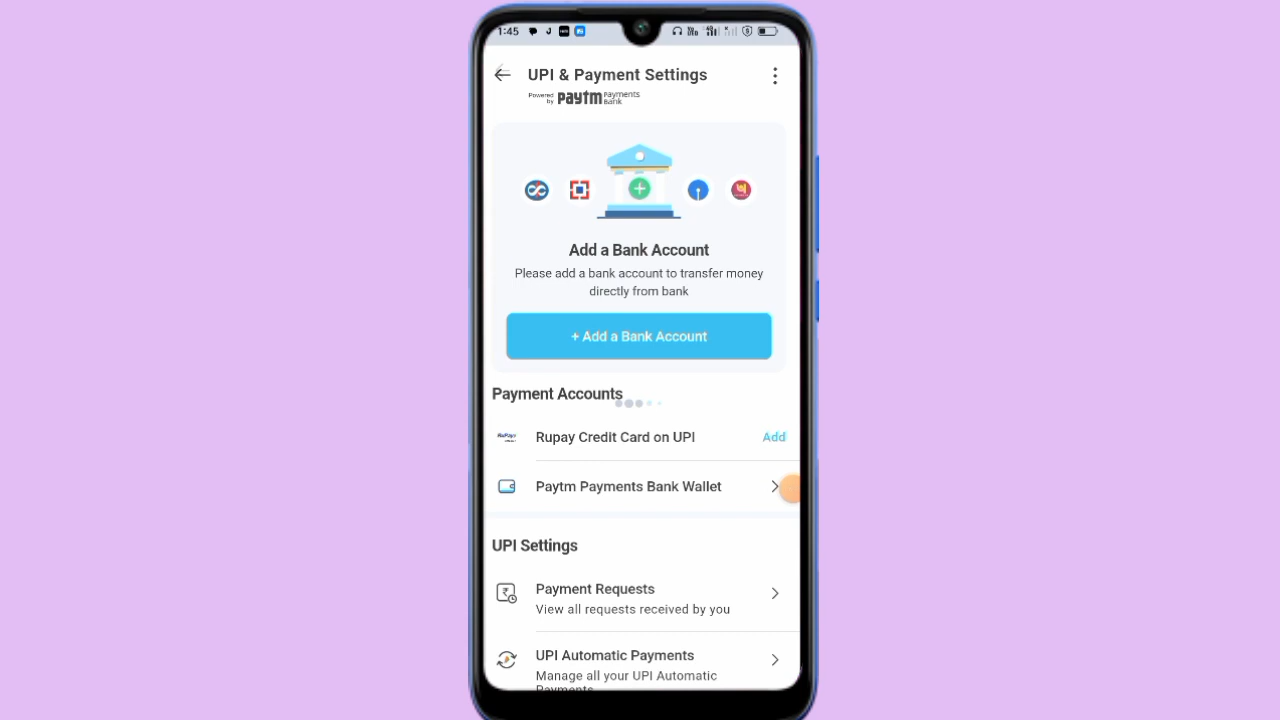 1:45
UPI & Payment Settings
Powered by paytm Payments Bank
Add a Bank Account
Please add a bank account to transfer money
directly from bank
+ Add a Bank Account
Payment Accounts
Rupay Credit Card on UPI
Add
Paytm Payments Bank Wallet
UPI Settings
Payment Requests
View all requests received by you
UPI Automatic Payments
Manage all your UPI Automatic
Payments